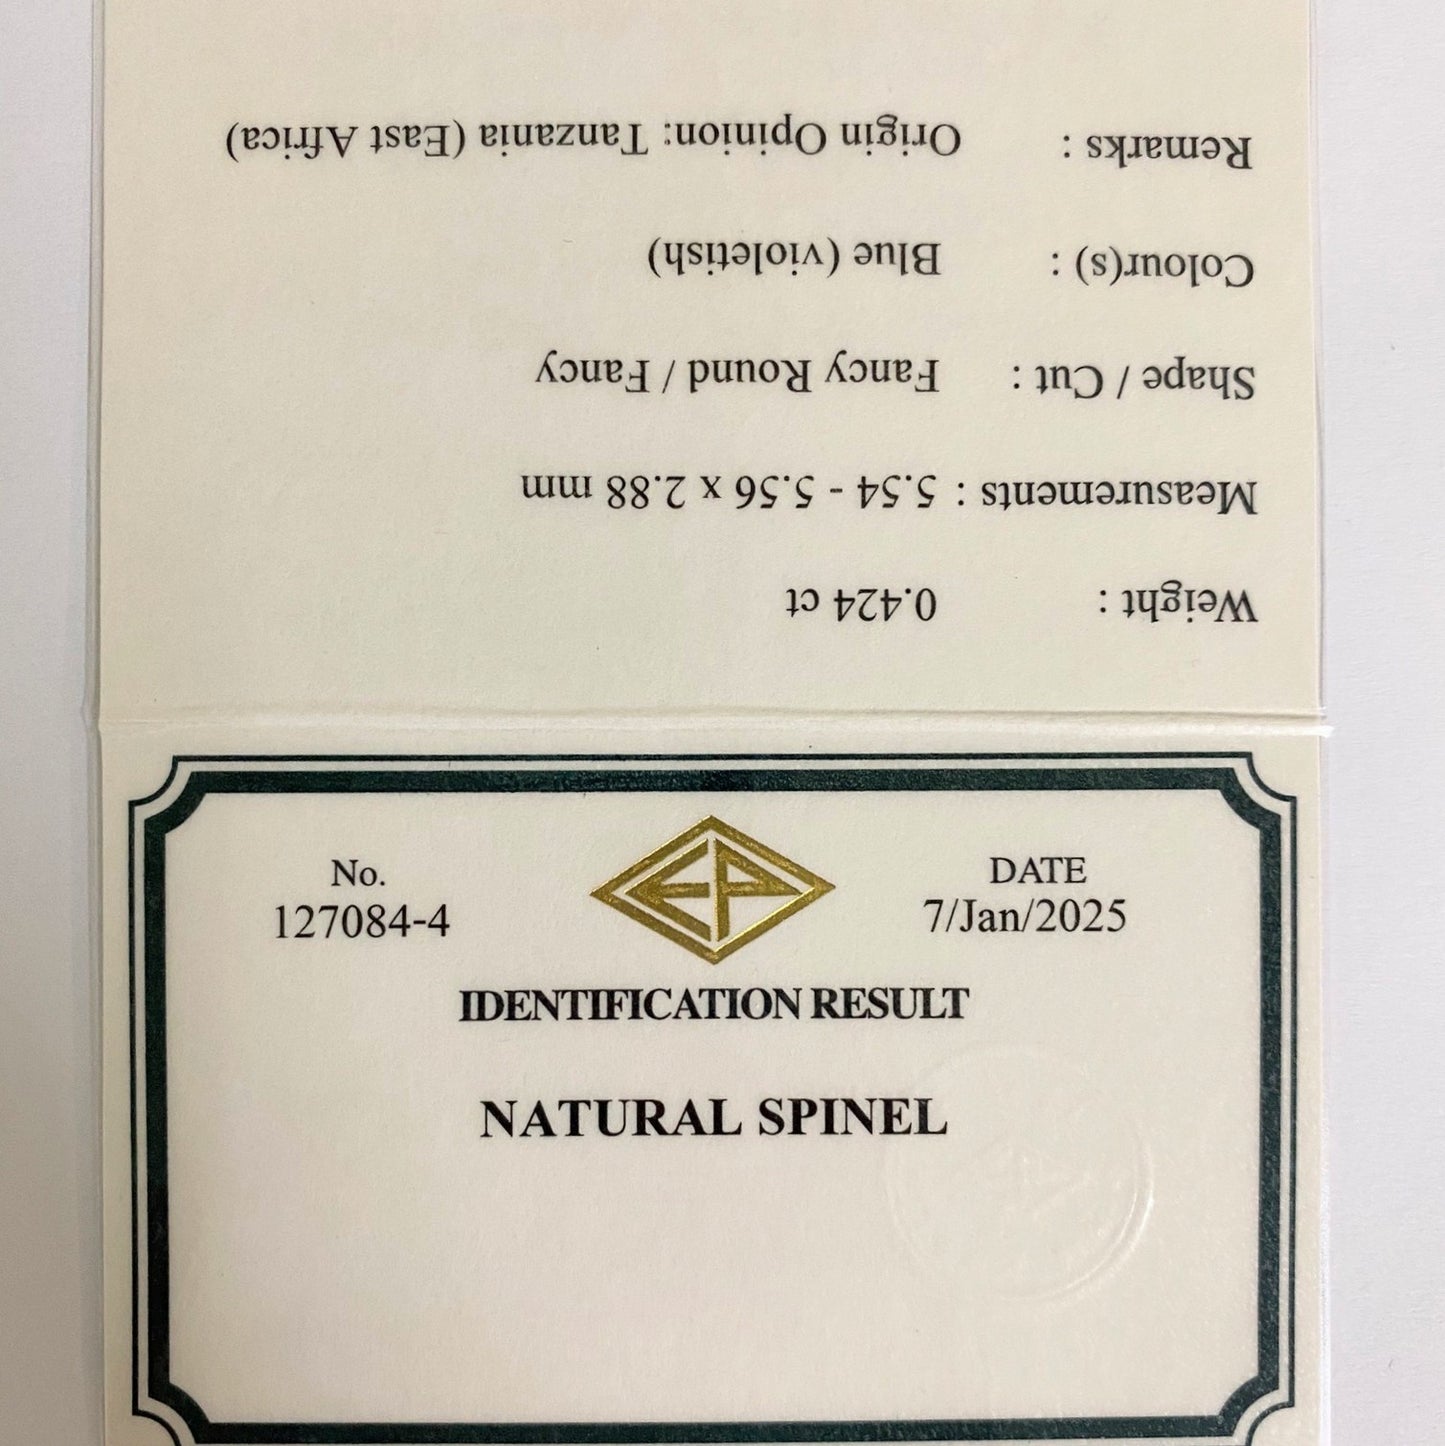 Weight : 0.424 ct
Measurements : 5.54 - 5.56 x 2.88 mm
Shape / Cut : Fancy Round / Fancy
Colour(s) : Blue (violetish)
Remarks : Origin Opinion: Tanzania (East Africa)
No.
127084-4
EP
DATE
7/Jan/2025
IDENTIFICATION RESULT
NATURAL SPINEL